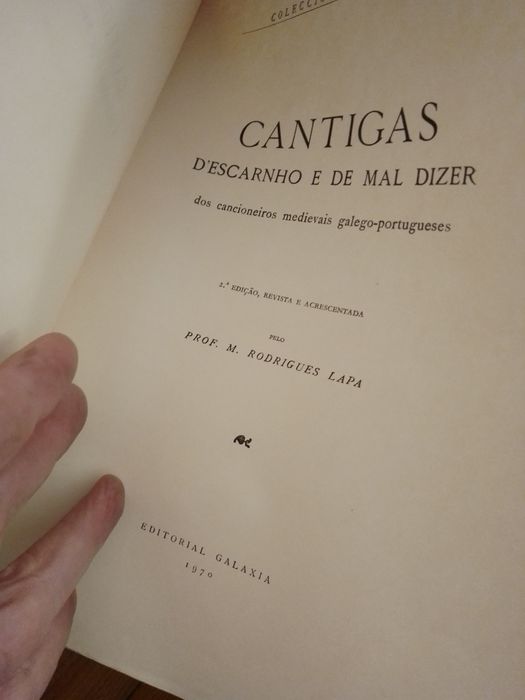 CANTIGAS
D'ESCARNHO E DE MAL DIZER
dos cancioneiros medievais galego-portugueses
2.ª EDIÇÃO, REVISTA E ACRESCENTADA
PELO
PROF. M. RODRIGUES LAPA
EDITORIAL GALAXIA
1970